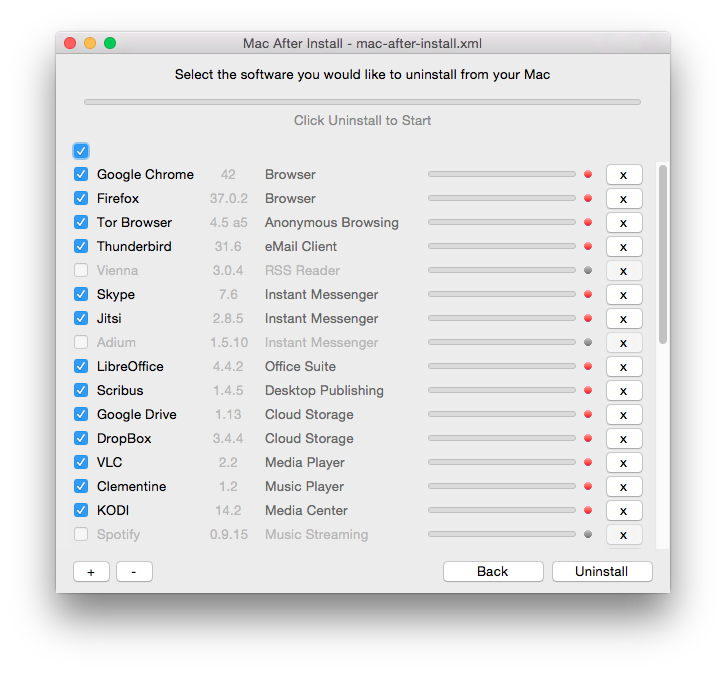 Mac After Install - mac-after-install.xml
Select the software you would like to uninstall from your Mac
Click Uninstall to Start
Google Chrome 42 Browser x
Firefox 37.0.2 Browser x
Tor Browser 4.5 a5 Anonymous Browsing x
Thunderbird 31.6 eMail Client x
Vienna 3.0.4 RSS Reader x
Skype 7.6 Instant Messenger x
Jitsi 2.8.5 Instant Messenger x
Adium 1.5.10 Instant Messenger x
LibreOffice 4.4.2 Office Suite x
Scribus 1.4.5 Desktop Publishing x
Google Drive 1.13 Cloud Storage x
DropBox 3.4.4 Cloud Storage x
VLC 2.2 Media Player x
Clementine 1.2 Music Player x
KODI 14.2 Media Center x
Spotify 0.9.15 Music Streaming x
+ - Back Uninstall